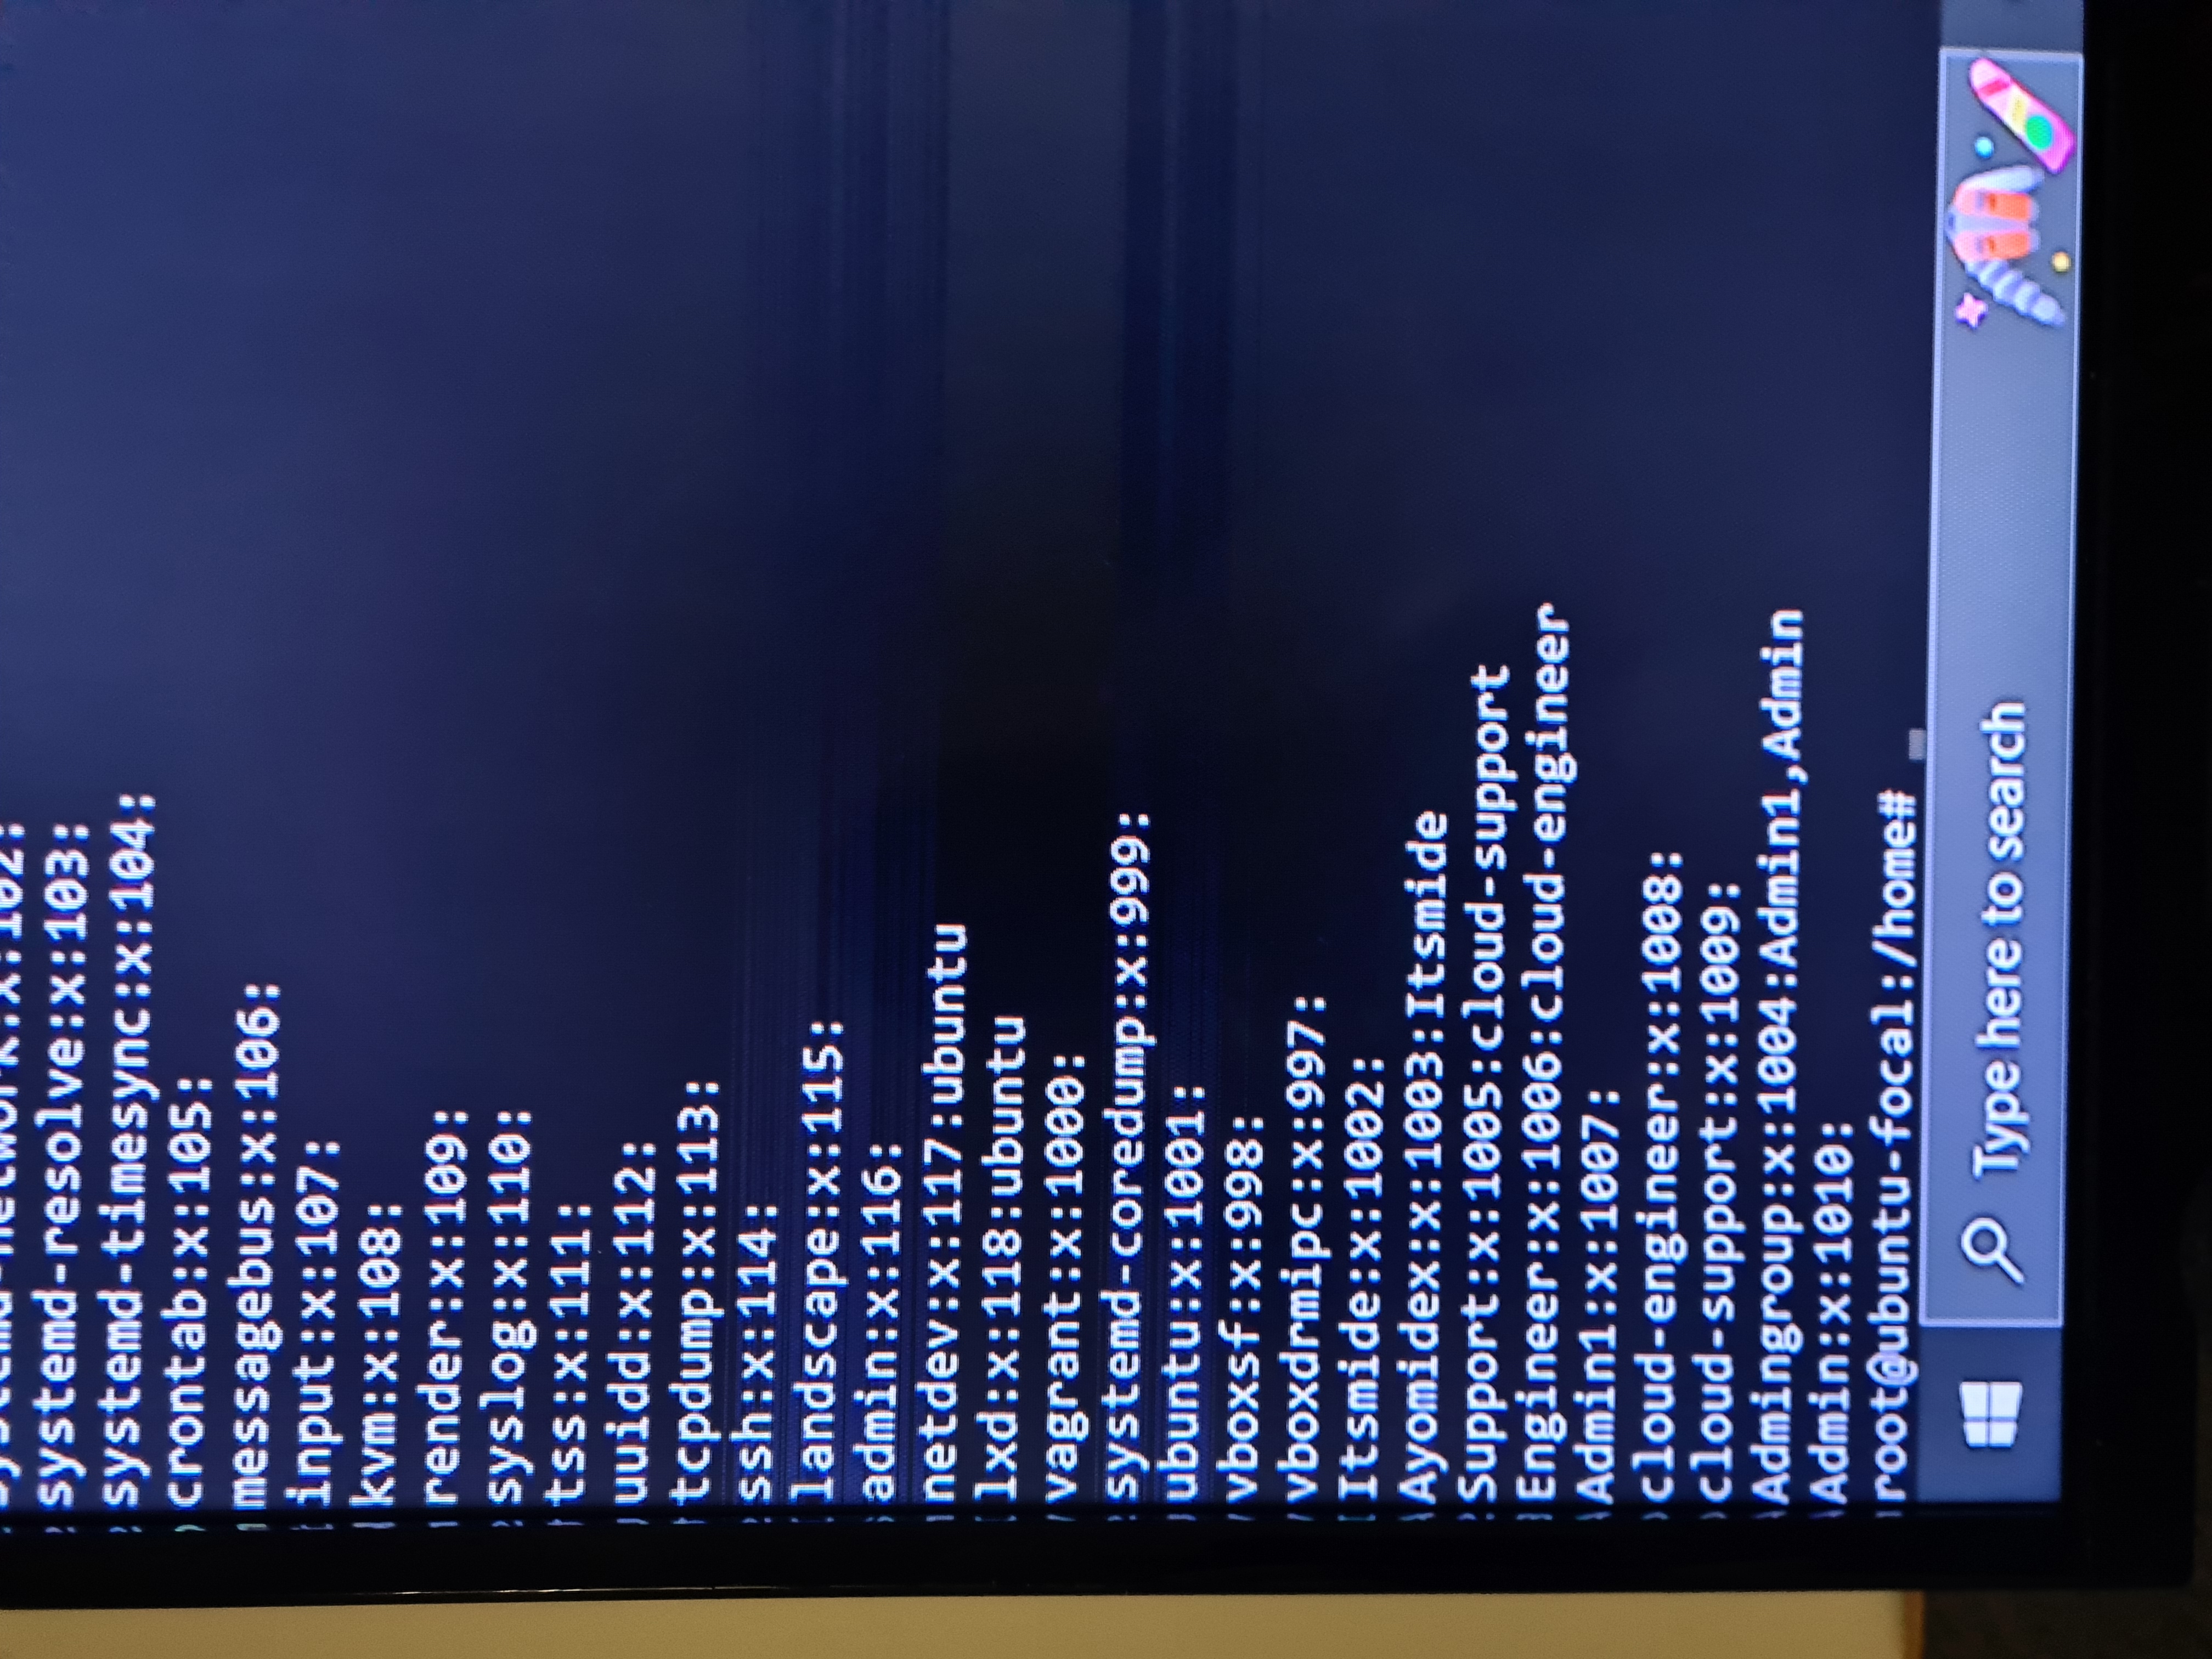 systemd-network:x:102:
systemd-resolve:x:103:
systemd-timesync:x:104:
crontab:x:105:
messagebus:x:106:
input:x:107:
kvm:x:108:
render:x:109:
syslog:x:110:
tss:x:111:
uuidd:x:112:
tcpdump:x:113:
ssh:x:114:
landscape:x:115:
admin:x:116:
netdev:x:117:ubuntu
lxd:x:118:ubuntu
vagrant:x:1000:
systemd-coredump:x:999:
ubuntu:x:1001:
vboxsf:x:998:
vboxdrmipc:x:997:
Itsmide:x:1002:
Ayomidex:x:1003:Itsmide
Support:x:1005:cloud-support
Engineer:x:1006:cloud-engineer
Admin1:x:1007:
cloud-engineer:x:1008:
cloud-support:x:1009:
Admingroup:x:1004:Admin1,Admin
Admin:x:1010:
root@ubuntu-focal:/home#
Type here to search